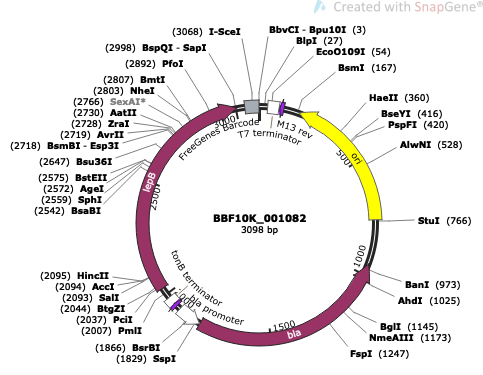 Created with SnapGene®
(3068) I-SceI
(2998) BspQI - SapI
(2892) PfoI
(2807) BmtI
(2803) NheI
(2766) SexAI*
(2730) AatII
(2728) ZraI
(2719) AvrII
(2718) BsmBI - Esp3I
(2647) Bsu36I
(2575) BstEII
(2572) AgeI
(2559) SphI
(2542) BsaBI
(2095) HincII
(2094) AccI
(2093) SalI
(2044) BtgZI
(2037) PciI
(2007) PmlI
(1866) BsrBI
(1829) SspI
BbvCI - Bpu10I (3)
BlpI (27)
EcoO109I (54)
BsmI (167)
HaeII (360)
BseYI (416)
PspFI (420)
AlwNI (528)
StuI (766)
BanI (973)
AhdI (1025)
BglI (1145)
NmeAIII (1173)
FspI (1247)
FreeGenes Barcode
T7 terminator
M13 rev
ori
lepB
bla
bla promoter
tonB terminator
500
1000
1500
2500
3000
BBF10K_001082
3098 bp